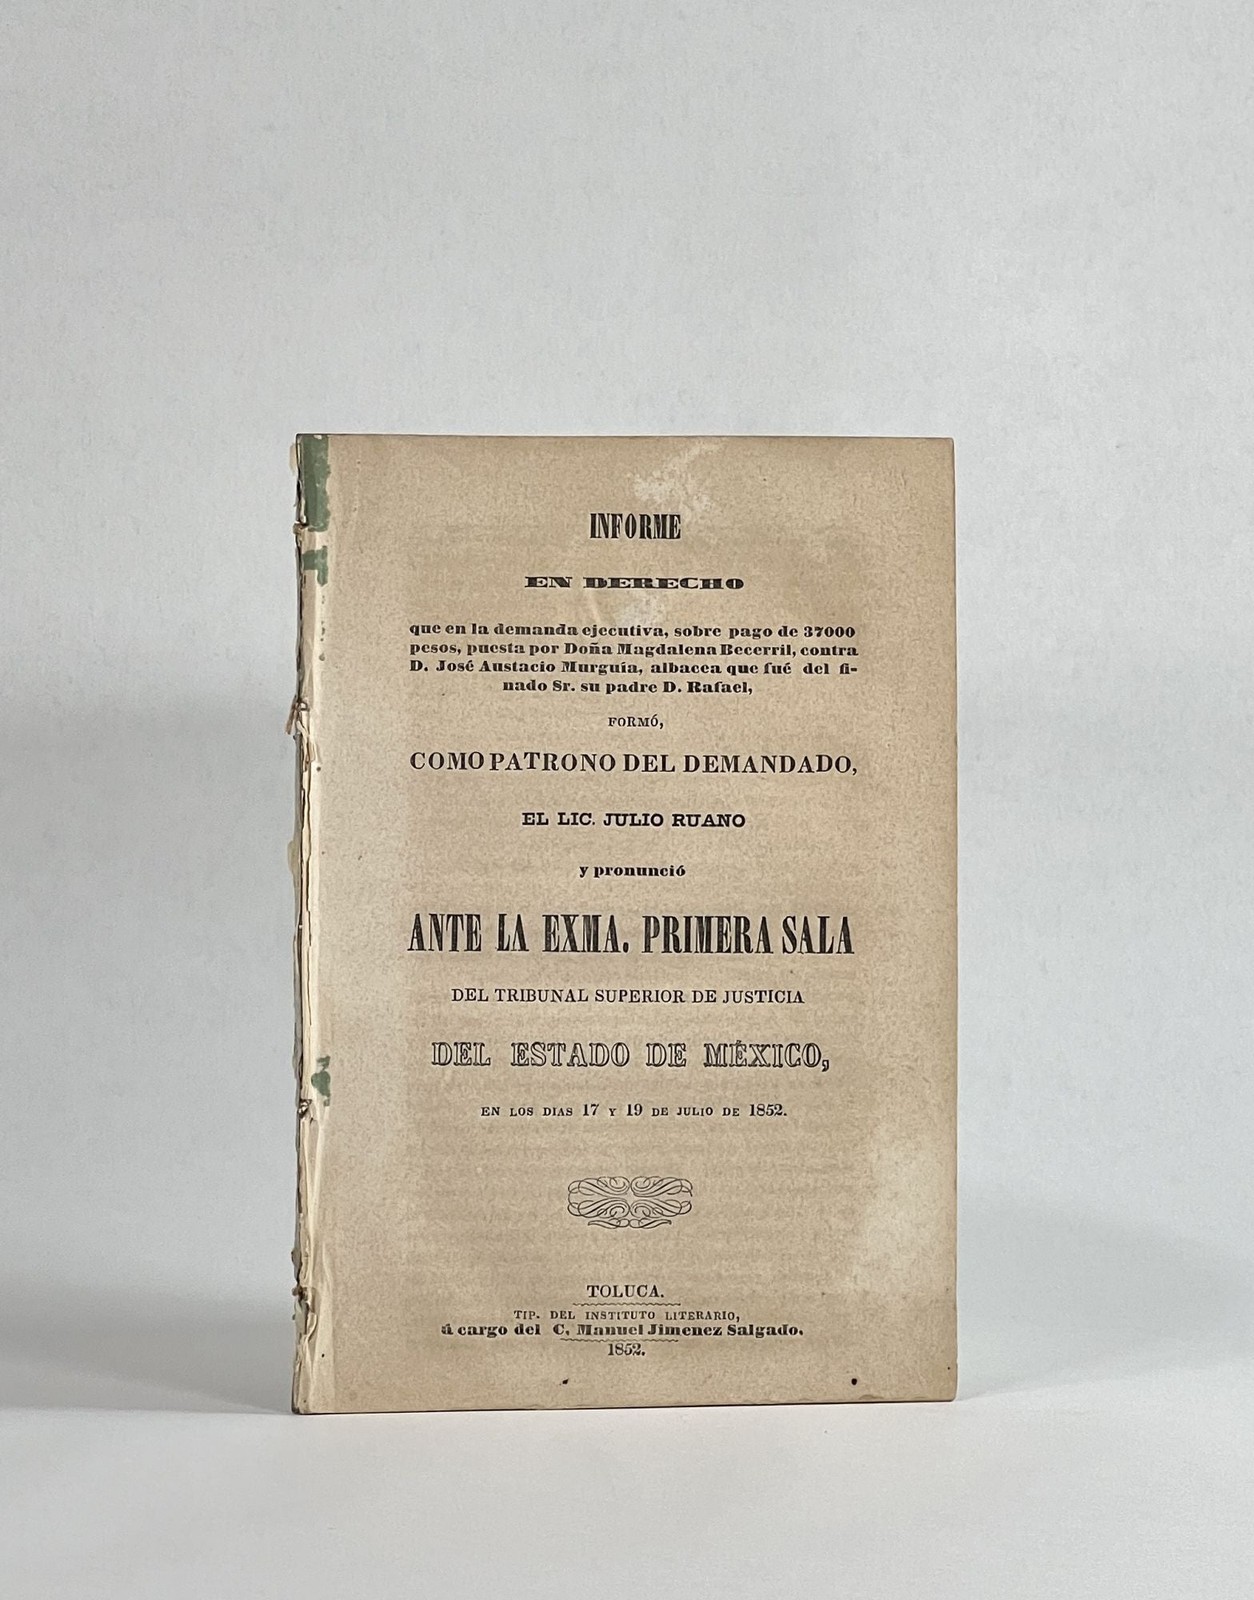 INFORME
EN DERECHO
que en la demanda ejecutiva, sobre pago de 37000
pesos, puesta por Doña Magdalena Becerril, contra
D. José Austacio Murguía, albacea que fué del fi-
nado Sr. su padre D. Rafael,
FORMÓ,
COMO PATRONO DEL DEMANDADO,
EL LIC. JULIO RUANO
y pronunció
ANTE LA EXMA. PRIMERA SALA
DEL TRIBUNAL SUPERIOR DE JUSTICIA
DEL ESTADO DE MÉXICO,
EN LOS DIAS 17 Y 19 DE JULIO DE 1852.
TOLUCA.
TIP. DEL INSTITUTO LITERARIO,
á cargo del C. Manuel Jimenez Salgado.
1852.